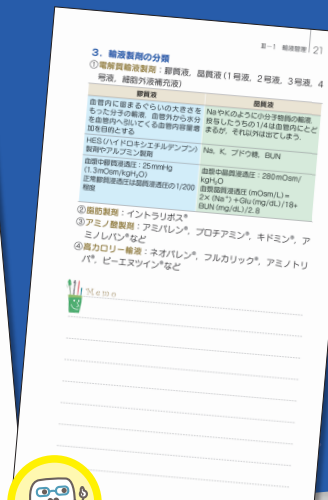 Ⅲ-1 輸液管理 21
3．輸液製剤の分類
①電解質輸液製剤：膠質液，晶質液（1号液，2号液，3号液，4
号液，細胞外液補充液）
膠質液
血管内に留まるぐらいの大きさを
もった分子の輸液．血管外から水分
を血管内へ引いてくる血管内容量増
加を目的とする
HES（ハイドロキシエチルデンプン）
製剤やアルブミン製剤
血管中膠質浸透圧：25mmHg
（1.3mOsm/kgH₂O）
正常膠質浸透圧は晶質浸透圧の1/200
程度
晶質液
NaやKのように小分子物質の輸液．
投与したうちの1/4は血管内にとど
まるが，それ以外は出てしまう．
Na，K，ブドウ糖，BUN
血管中晶質浸透圧：280mOsm/
kgH₂O
血漿晶質浸透圧（mOsm/L）＝
2×（Na⁺）＋Glu（mg/dL）/18＋
BUN（mg/dL）/2.8
②脂肪製剤：イントラリポス®
③アミノ酸製剤：アミパレン®，プロテアミン®，キドミン®，ア
ミノレバン®など
④高カロリー輸液：ネオパレン®，フルカリック®，アミノトリ
パ®，ピーエヌツイン®など
Memo